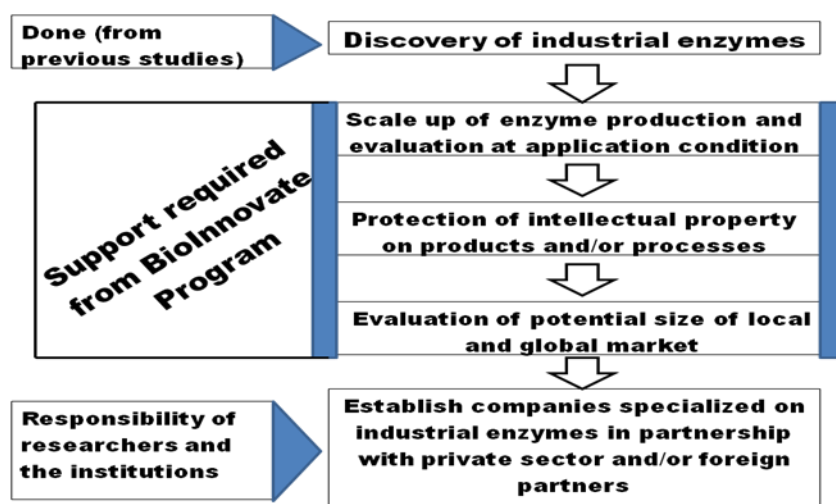 Done (from
previous studies)
Discovery of industrial enzymes
Support required
from BioInnovate
Program
Scale up of enzyme production and
evaluation at application condition
Protection of intellectual property
on products and/or processes
Evaluation of potential size of local
and global market
Responsibility of
researchers and
the institutions
Establish companies specialized on
industrial enzymes in partnership
with private sector and/or foreign
partners